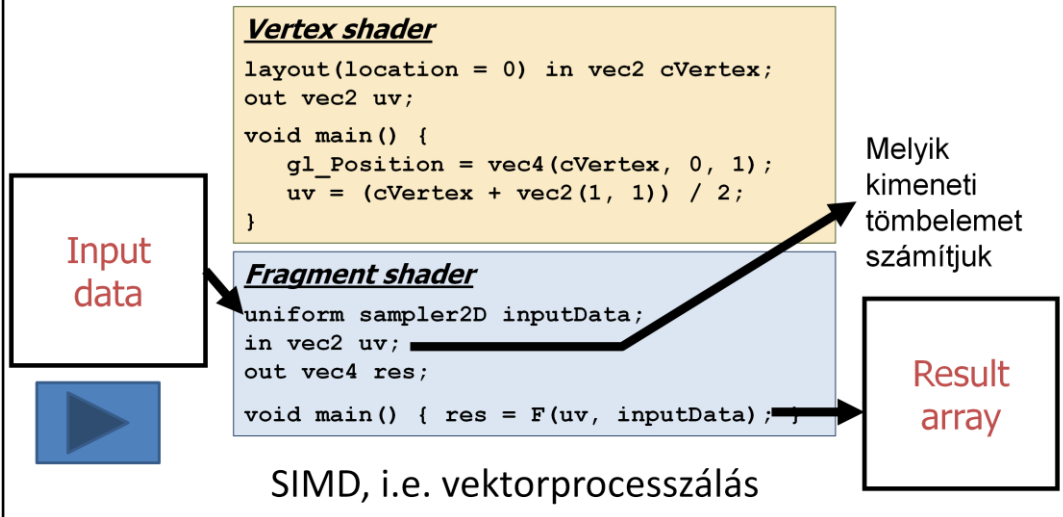 Vertex shader
layout(location = 0) in vec2 cVertex;
out vec2 uv;
void main() {
gl_Position = vec4(cVertex, 0, 1);
uv = (cVertex + vec2(1, 1)) / 2;
}
Melyik
kimeneti
tömbelemet
számítjuk
Input
data
Fragment shader
uniform sampler2D inputData;
in vec2 uv;
out vec4 res;
void main() { res = F(uv, inputData); }
Result
array
SIMD, i.e. vektorprocesszálás